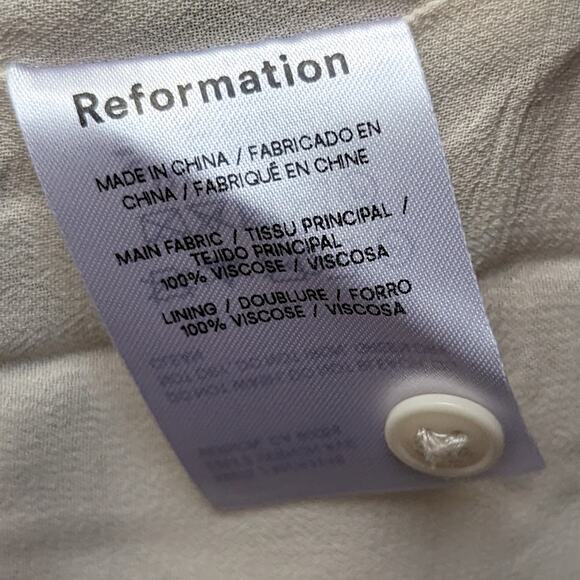 Reformation
MADE IN CHINA / FABRICADO EN
CHINA / FABRIQUÉ EN CHINE
MAIN FABRIC / TISSU PRINCIPAL /
TEJIDO PRINCIPAL
100% VISCOSE / VISCOSA
LINING / DOUBLURE / FORRO
100% VISCOSE / VISCOSA